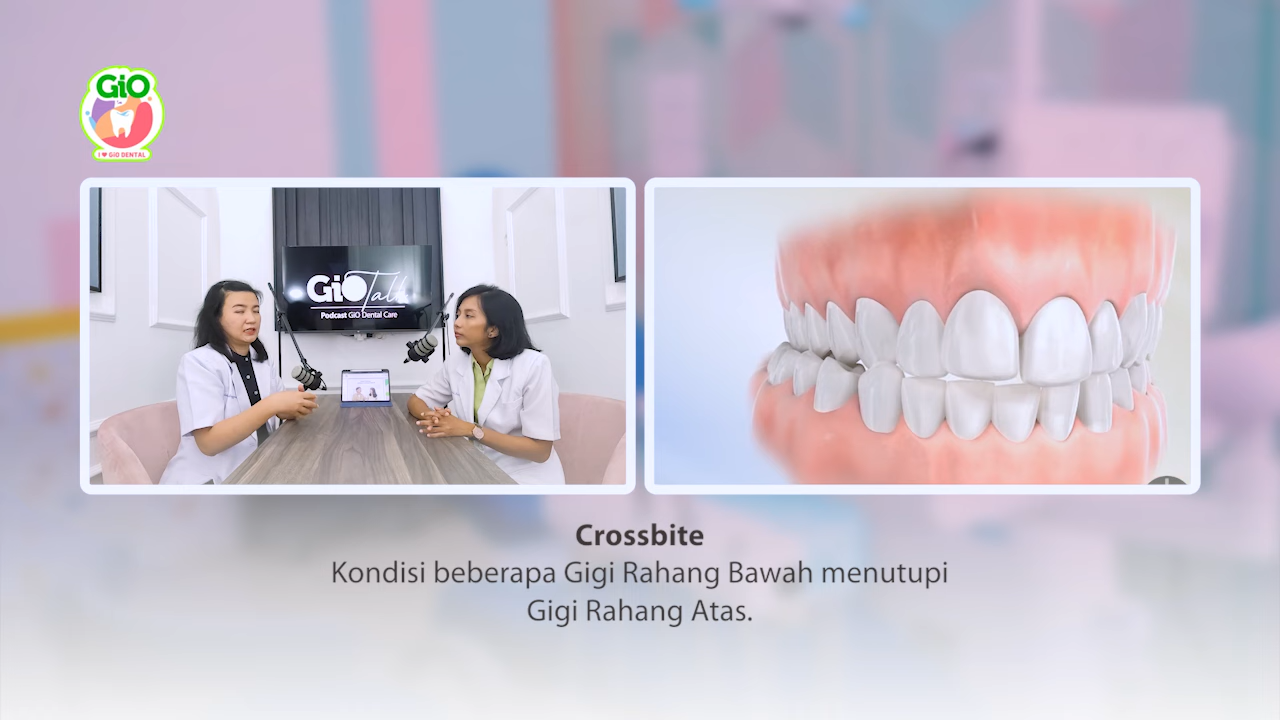 GiO
I ❤ GiO DENTAL
GiO Talk
Podcast GiO Dental Care
Crossbite
Kondisi beberapa Gigi Rahang Bawah menutupi
Gigi Rahang Atas.